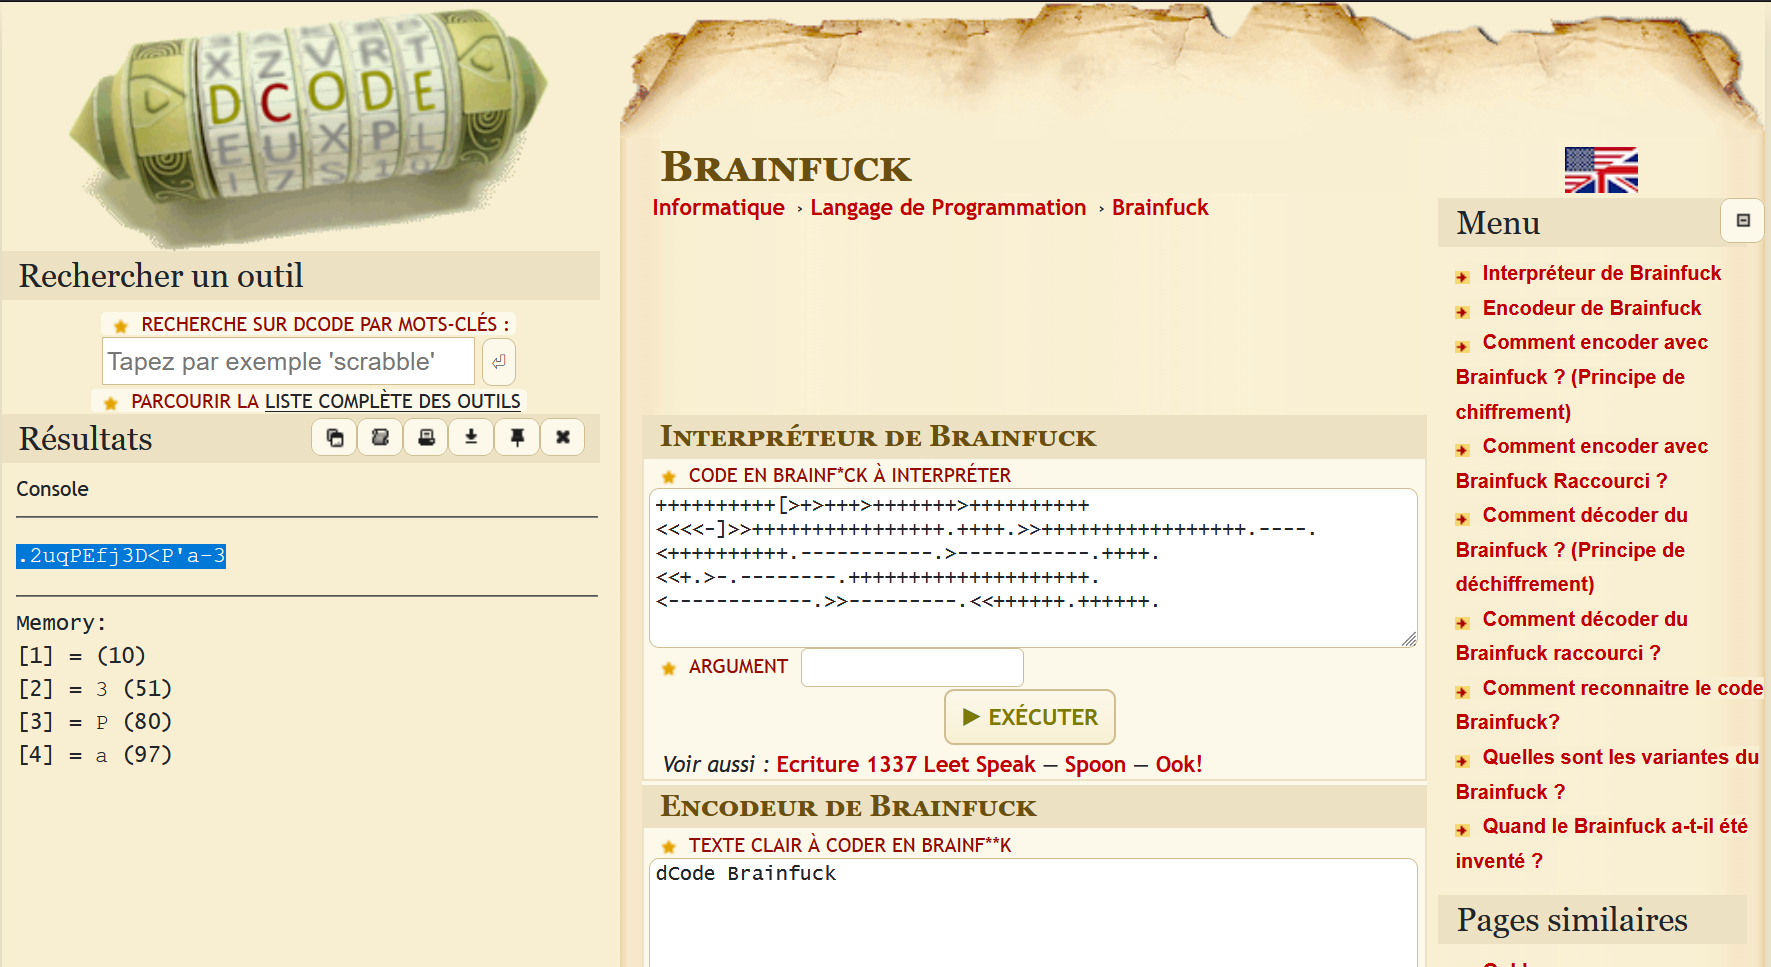 X Z V R T
D C O D E
E U X P L
Rechercher un outil
RECHERCHE SUR DCODE PAR MOTS-CLÉS :
Tapez par exemple 'scrabble'
PARCOURIR LA LISTE COMPLÈTE DES OUTILS
Résultats
Console
.2uqPEfj3D<P'a-3
Memory:
[1] = (10)
[2] = 3 (51)
[3] = P (80)
[4] = a (97)
BRAINFUCK
Informatique › Langage de Programmation › Brainfuck
INTERPRÉTEUR DE BRAINFUCK
CODE EN BRAINF*CK À INTERPRÉTER
++++++++++[>+>+++>+++++++>++++++++++
<<<<-]>>++++++++++++++++.++++.>>+++++++++++++++++.----.
<++++++++++.-----------.>-----------.++++.
<<+.>-.--------.++++++++++++++++++++.
<------------.>>---------.<<++++++.++++++.
ARGUMENT
EXÉCUTER
Voir aussi : Ecriture 1337 Leet Speak — Spoon — Ook!
ENCODEUR DE BRAINFUCK
TEXTE CLAIR À CODER EN BRAINF**K
dCode Brainfuck
Menu
Interpréteur de Brainfuck
Encodeur de Brainfuck
Comment encoder avec
Brainfuck ? (Principe de
chiffrement)
Comment encoder avec
Brainfuck Raccourci ?
Comment décoder du
Brainfuck ? (Principe de
déchiffrement)
Comment décoder du
Brainfuck raccourci ?
Comment reconnaitre le code
Brainfuck?
Quelles sont les variantes du
Brainfuck ?
Quand le Brainfuck a-t-il été
inventé ?
Pages similaires